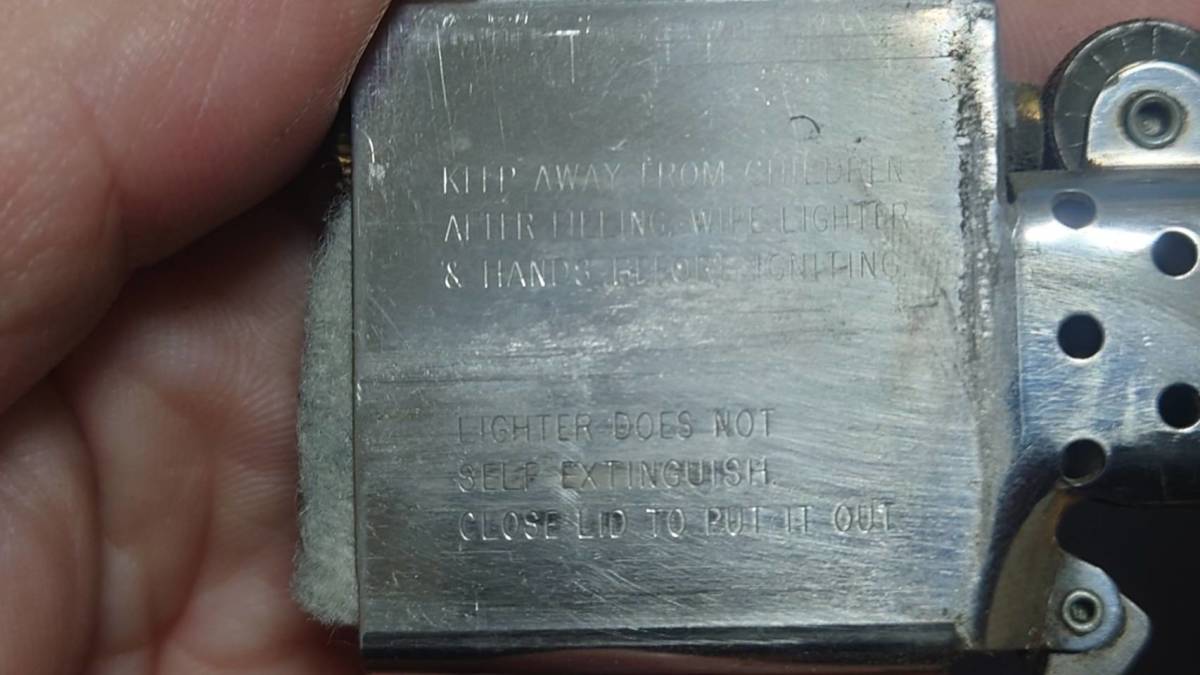 KEEP AWAY FROM CHILDREN
AFTER FILLING, WIPE LIGHTER
& HANDS BEFORE IGNITING
LIGHTER DOES NOT
SELF EXTINGUISH.
CLOSE LID TO PUT IT OUT.